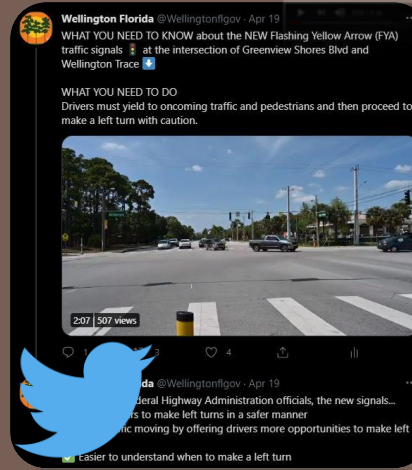 Wellington Florida @Wellingtonflgov · Apr 19
WHAT YOU NEED TO KNOW about the NEW Flashing Yellow Arrow (FYA)
traffic signals 🚦 at the intersection of Greenview Shores Blvd and
Wellington Trace ⬇️
WHAT YOU NEED TO DO
Drivers must yield to oncoming traffic and pedestrians and then proceed to
make a left turn with caution.
2:07 507 views
1 3 4
da @Wellingtonflgov · Apr 19
deral Highway Administration officials, the new signals...
rs to make left turns in a safer manner
fic moving by offering drivers more opportunities to make left
✅ Easier to understand when to make a left turn